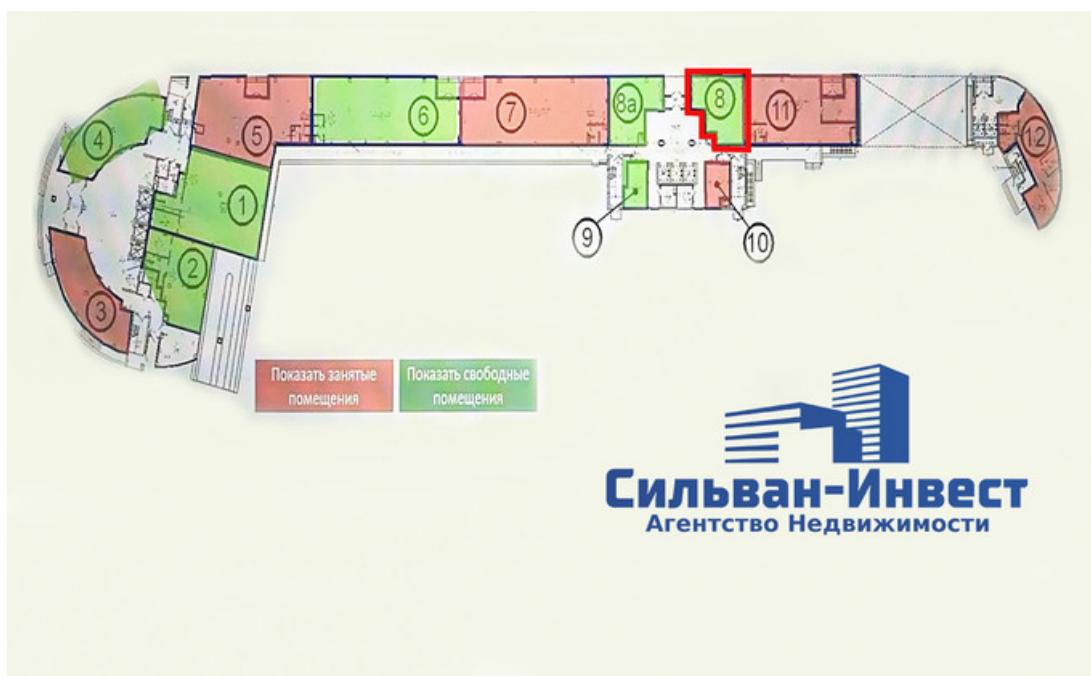 4
5
6
7
8а
8
11
12
1
9
10
2
3
Показать занятые
помещения
Показать свободные
помещения
Сильван-Инвест
Агентство Недвижимости